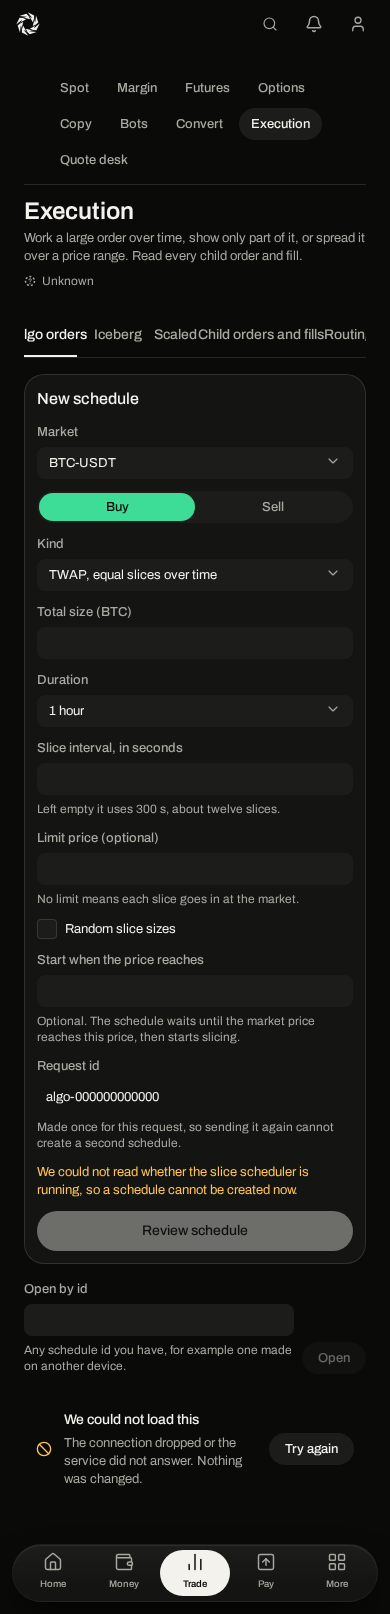 Spot Margin Futures Options
Copy Bots Convert Execution
Quote desk
Execution
Work a large order over time, show only part of it, or spread it
over a price range. Read every child order and fill.
Unknown
lgo orders Iceberg Scaled Child orders and fills Routing
New schedule
Market
BTC-USDT
Buy Sell
Kind
TWAP, equal slices over time
Total size (BTC)
Duration
1 hour
Slice interval, in seconds
Left empty it uses 300 s, about twelve slices.
Limit price (optional)
No limit means each slice goes in at the market.
Random slice sizes
Start when the price reaches
Optional. The schedule waits until the market price
reaches this price, then starts slicing.
Request id
algo-000000000000
Made once for this request, so sending it again cannot
create a second schedule.
We could not read whether the slice scheduler is
running, so a schedule cannot be created now.
Review schedule
Open by id
Any schedule id you have, for example one made
on another device.
Open
We could not load this
The connection dropped or the
service did not answer. Nothing
was changed.
Try again
Home Money Trade Pay More